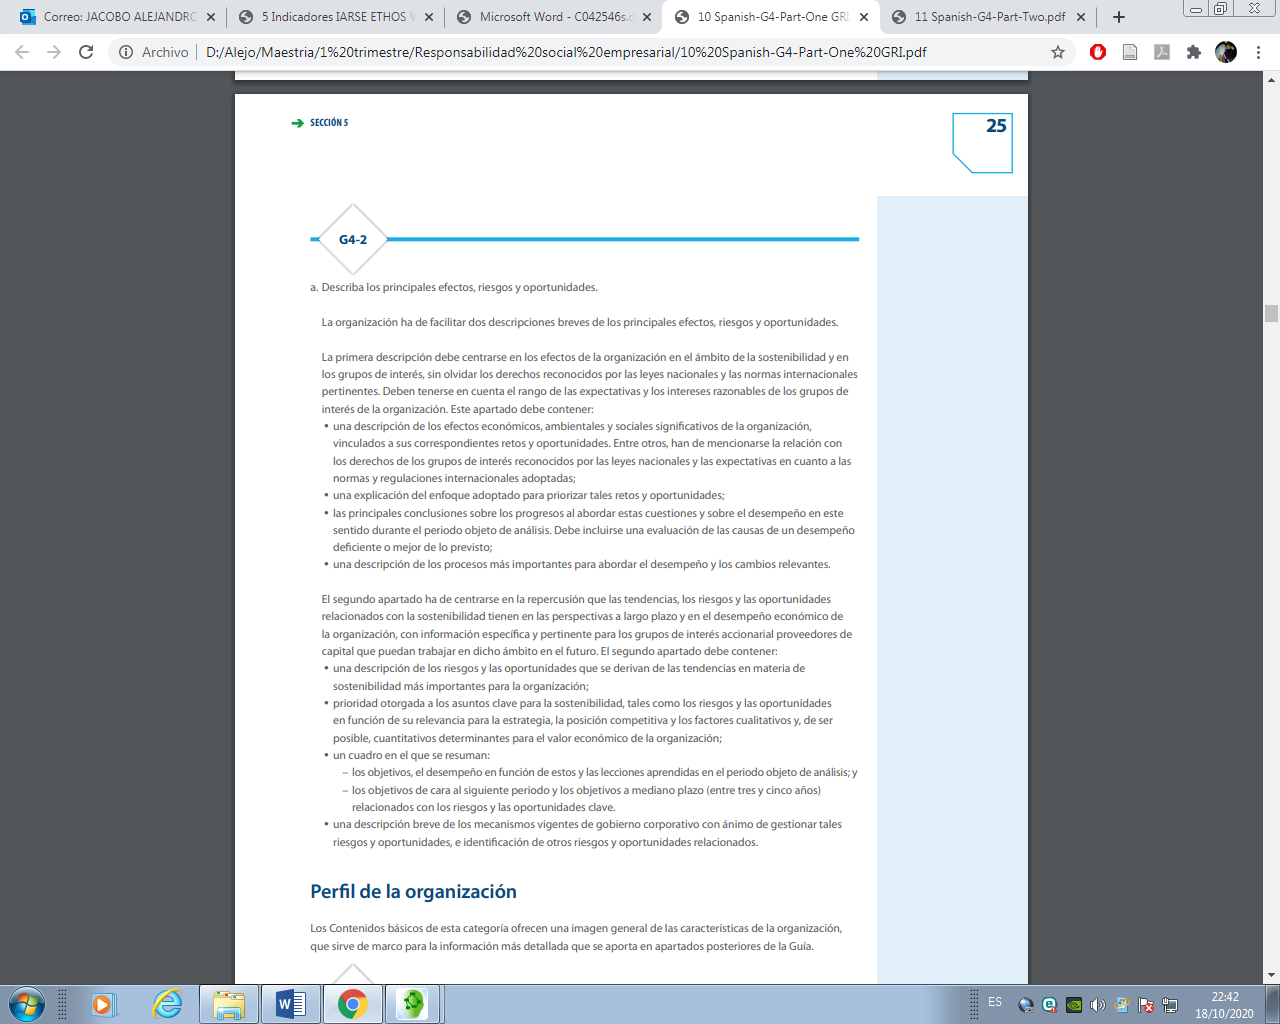 Correo: JACOBO ALEJANDRO
5 Indicadores IARSE ETHOS V
Microsoft Word - C042546s.d
10 Spanish-G4-Part-One GRI
11 Spanish-G4-Part-Two.pdf
Archivo
D:/Alejo/Maestria/1%20trimestre/Responsabilidad%20social%20empresarial/10%20Spanish-G4-Part-One%20GRI.pdf
SECCIÓN 5
25
G4-2
a. Describa los principales efectos, riesgos y oportunidades.
La organización ha de facilitar dos descripciones breves de los principales efectos, riesgos y oportunidades.
La primera descripción debe centrarse en los efectos de la organización en el ámbito de la sostenibilidad y en
los grupos de interés, sin olvidar los derechos reconocidos por las leyes nacionales y las normas internacionales
pertinentes. Deben tenerse en cuenta el rango de las expectativas y los intereses razonables de los grupos de
interés de la organización. Este apartado debe contener:
• una descripción de los efectos económicos, ambientales y sociales significativos de la organización,
vinculados a sus correspondientes retos y oportunidades. Entre otros, han de mencionarse la relación con
los derechos de los grupos de interés reconocidos por las leyes nacionales y las expectativas en cuanto a las
normas y regulaciones internacionales adoptadas;
• una explicación del enfoque adoptado para priorizar tales retos y oportunidades;
• las principales conclusiones sobre los progresos al abordar estas cuestiones y sobre el desempeño en este
sentido durante el periodo objeto de análisis. Debe incluirse una evaluación de las causas de un desempeño
deficiente o mejor de lo previsto;
• una descripción de los procesos más importantes para abordar el desempeño y los cambios relevantes.
El segundo apartado ha de centrarse en la repercusión que las tendencias, los riesgos y las oportunidades
relacionados con la sostenibilidad tienen en las perspectivas a largo plazo y en el desempeño económico de
la organización, con información específica y pertinente para los grupos de interés accionarial proveedores de
capital que puedan trabajar en dicho ámbito en el futuro. El segundo apartado debe contener:
• una descripción de los riesgos y las oportunidades que se derivan de las tendencias en materia de
sostenibilidad más importantes para la organización;
• prioridad otorgada a los asuntos clave para la sostenibilidad, tales como los riesgos y las oportunidades
en función de su relevancia para la estrategia, la posición competitiva y los factores cualitativos y, de ser
posible, cuantitativos determinantes para el valor económico de la organización;
• un cuadro en el que se resuman:
– los objetivos, el desempeño en función de estos y las lecciones aprendidas en el periodo objeto de análisis; y
– los objetivos de cara al siguiente periodo y los objetivos a mediano plazo (entre tres y cinco años)
relacionados con los riesgos y las oportunidades clave.
• una descripción breve de los mecanismos vigentes de gobierno corporativo con ánimo de gestionar tales
riesgos y oportunidades, e identificación de otros riesgos y oportunidades relacionados.
Perfil de la organización
Los Contenidos básicos de esta categoría ofrecen una imagen general de las características de la organización,
que sirve de marco para la información más detallada que se aporta en apartados posteriores de la Guía.
ES
22:42
18/10/2020